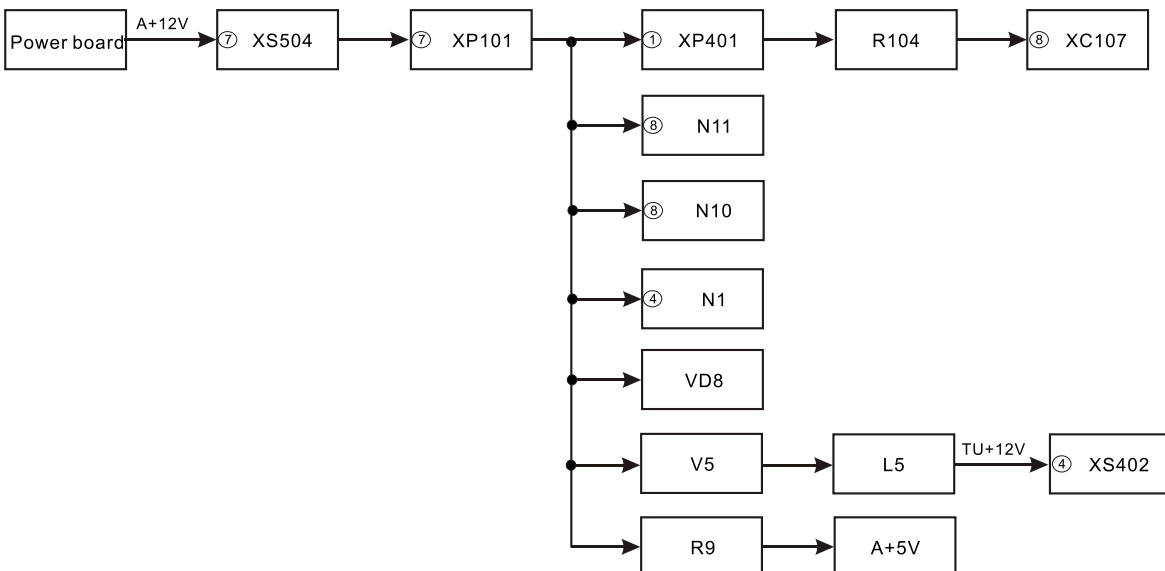 Power board A+12V ⑦ XS504 ⑦ XP101 ① XP401 R104 ⑧ XC107
⑧ N11
⑧ N10
④ N1
VD8
V5 L5 TU+12V ④ XS402
R9 A+5V